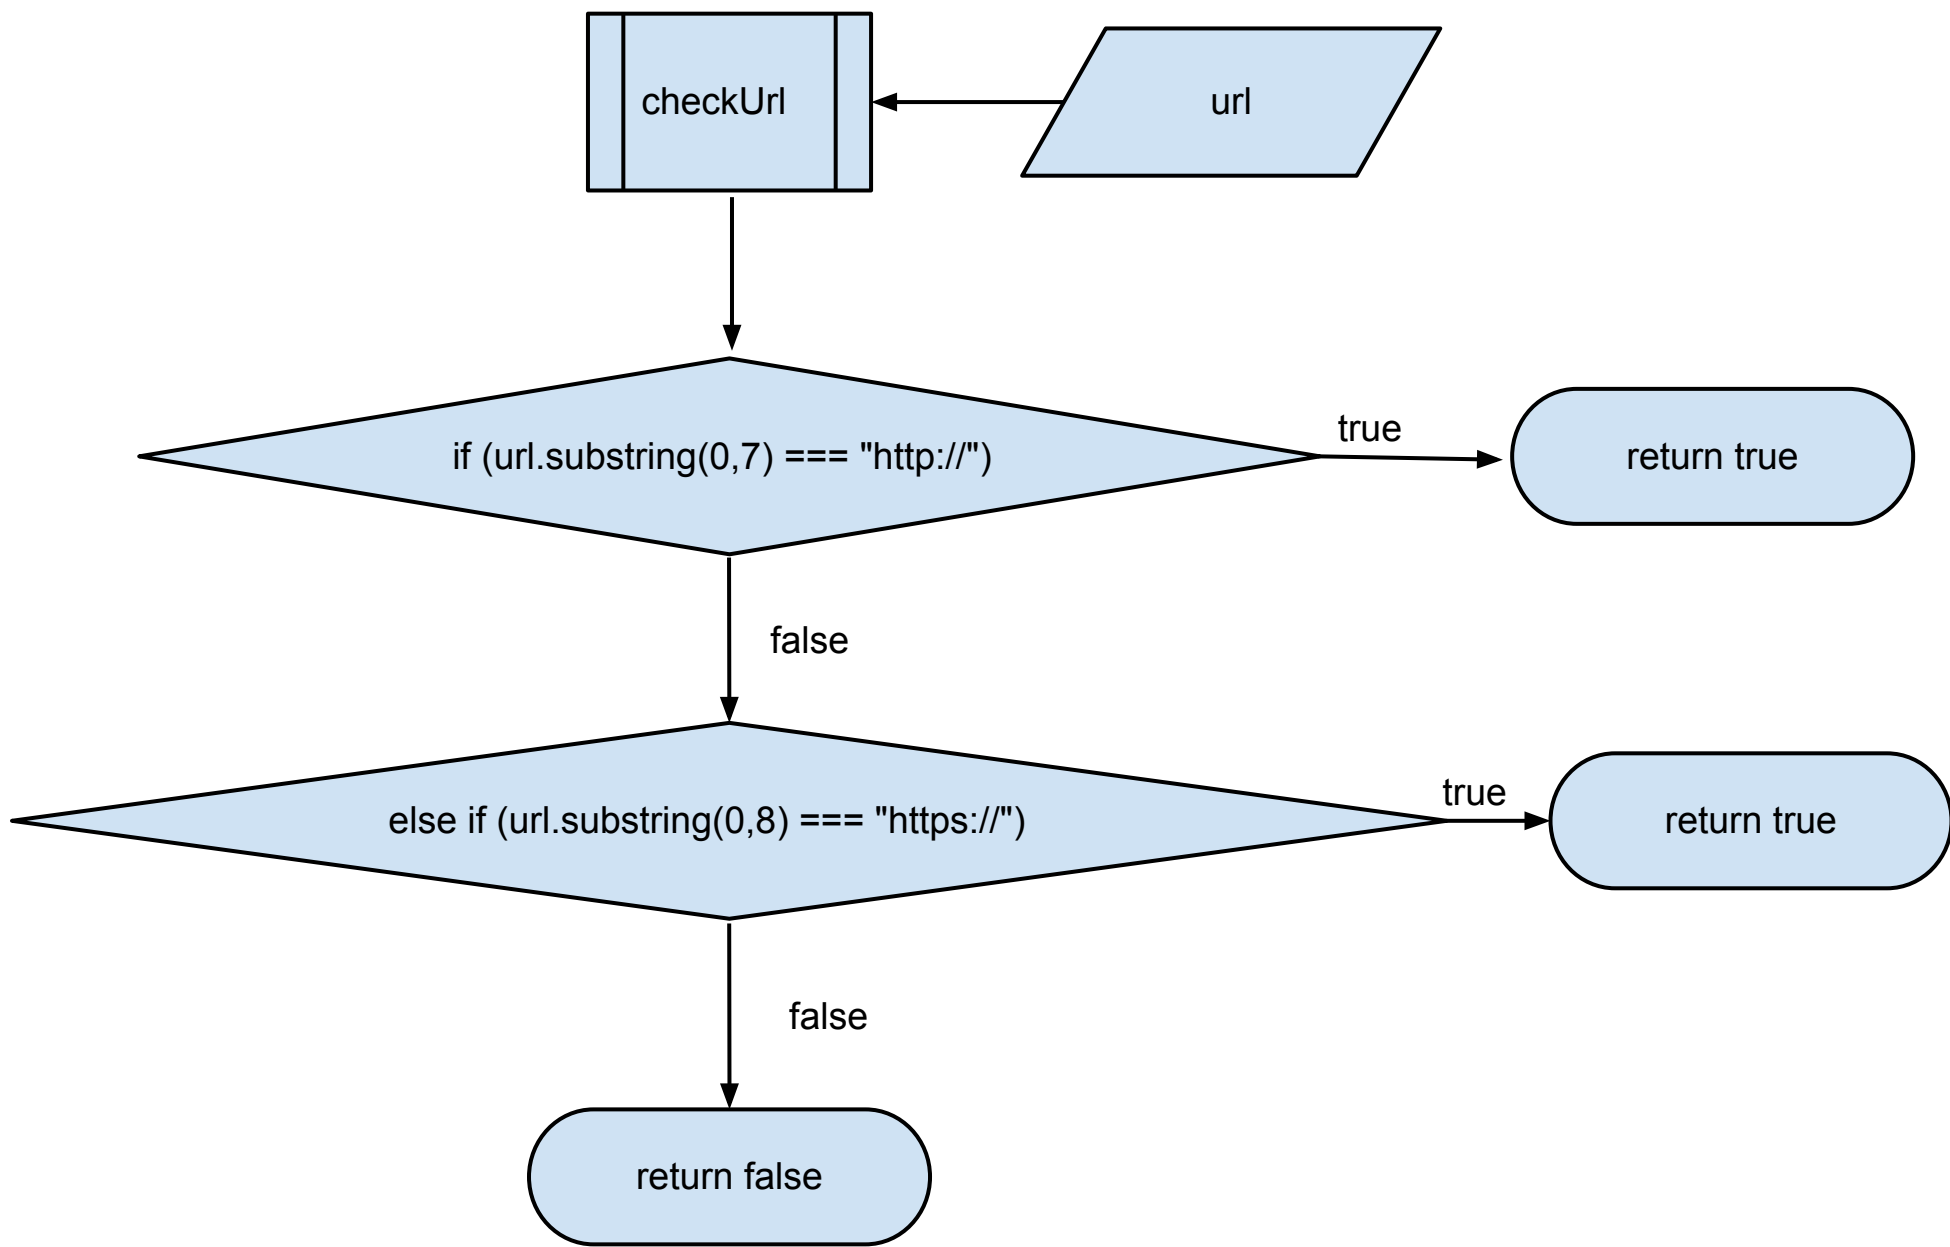 checkUrl
url
if (url.substring(0,7) === "http://")
true
return true
false
else if (url.substring(0,8) === "https://")
true
return true
false
return false